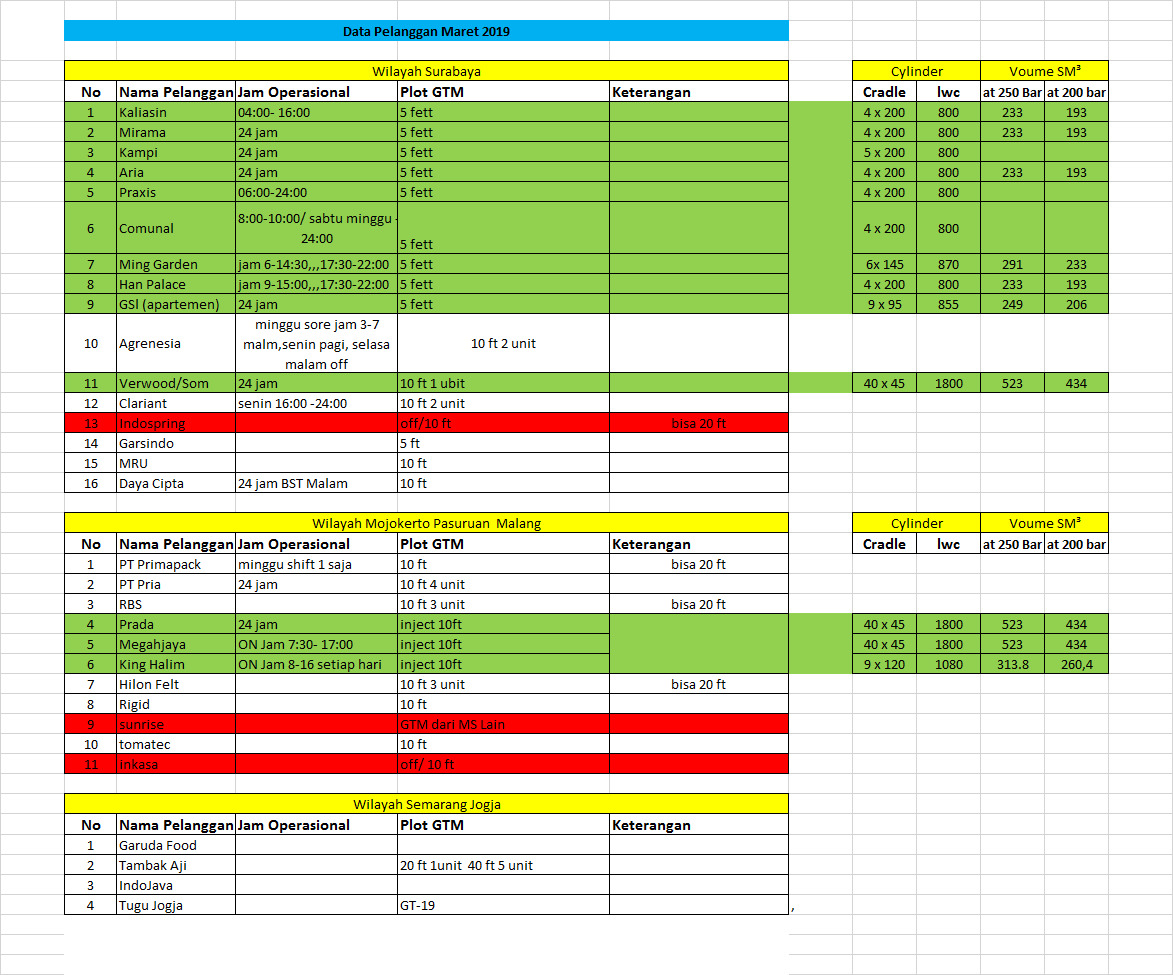 Data Pelanggan Maret 2019
Wilayah Surabaya Cylinder Voume SM³
No Nama Pelanggan Jam Operasional Plot GTM Keterangan Cradle lwc at 250 Bar at 200 bar
1 Kaliasin 04:00- 16:00 5 fett 4 x 200 800 233 193
2 Mirama 24 jam 5 fett 4 x 200 800 233 193
3 Kampi 24 jam 5 fett 5 x 200 800
4 Aria 24 jam 5 fett 4 x 200 800 233 193
5 Praxis 06:00-24:00 5 fett 4 x 200 800
6 Comunal 8:00-10:00/ sabtu minggu -
24:00 5 fett 4 x 200 800
7 Ming Garden jam 6-14:30,,,17:30-22:00 5 fett 6x 145 870 291 233
8 Han Palace jam 9-15:00,,,17:30-22:00 5 fett 4 x 200 800 233 193
9 GSl (apartemen) 24 jam 5 fett 9 x 95 855 249 206
10 Agrenesia minggu sore jam 3-7
malm,senin pagi, selasa
malam off 10 ft 2 unit
11 Verwood/Som 24 jam 10 ft 1 ubit 40 x 45 1800 523 434
12 Clariant senin 16:00 -24:00 10 ft 2 unit
13 Indospring off/10 ft bisa 20 ft
14 Garsindo 5 ft
15 MRU 10 ft
16 Daya Cipta 24 jam BST Malam 10 ft
Wilayah Mojokerto Pasuruan Malang Cylinder Voume SM³
No Nama Pelanggan Jam Operasional Plot GTM Keterangan Cradle lwc at 250 Bar at 200 bar
1 PT Primapack minggu shift 1 saja 10 ft bisa 20 ft
2 PT Pria 24 jam 10 ft 4 unit
3 RBS 10 ft 3 unit bisa 20 ft
4 Prada 24 jam inject 10ft 40 x 45 1800 523 434
5 Megahjaya ON Jam 7:30- 17:00 inject 10ft 40 x 45 1800 523 434
6 King Halim ON Jam 8-16 setiap hari inject 10ft 9 x 120 1080 313.8 260,4
7 Hilon Felt 10 ft 3 unit bisa 20 ft
8 Rigid 10 ft
9 sunrise GTM dari MS Lain
10 tomatec 10 ft
11 inkasa off/ 10 ft
Wilayah Semarang Jogja
No Nama Pelanggan Jam Operasional Plot GTM Keterangan
1 Garuda Food
2 Tambak Aji 20 ft 1unit 40 ft 5 unit
3 IndoJava
4 Tugu Jogja GT-19 ,